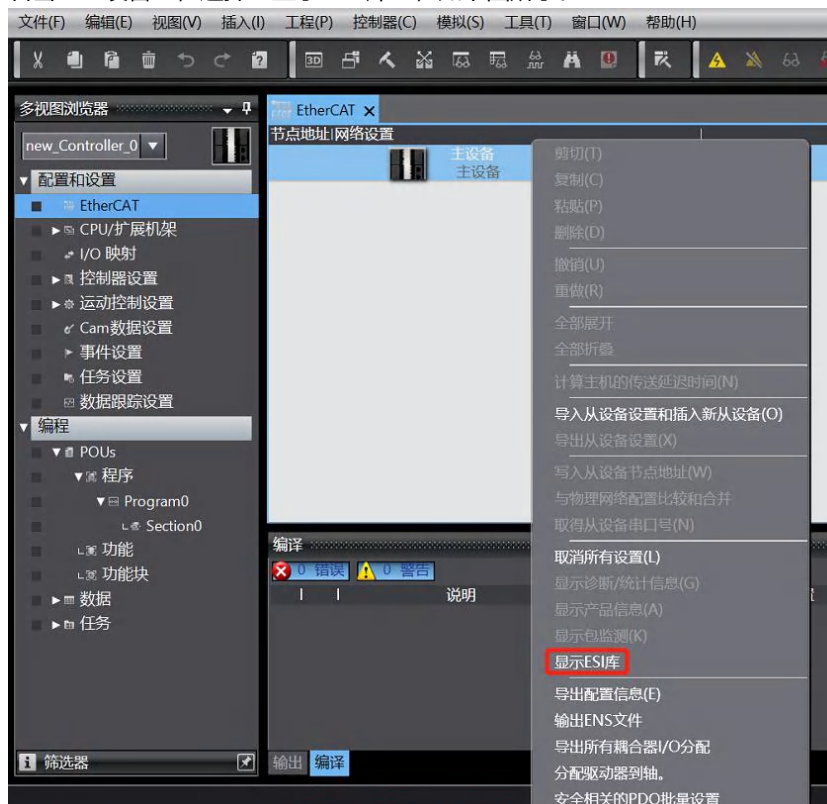 文件(F) 编辑(E) 视图(V) 插入(I) 工程(P) 控制器(C) 模拟(S) 工具(T) 窗口(W) 帮助(H)
3D
多视图浏览器
new_Controller_0
配置和设置
EtherCAT
CPU/扩展机架
I/O 映射
控制器设置
运动控制设置
Cam数据设置
事件设置
任务设置
数据跟踪设置
编程
POUs
程序
Program0
Section0
功能
功能块
数据
任务
筛选器
EtherCAT
节点地址|网络设置
主设备
主设备
剪切(T)
复制(C)
粘贴(P)
删除(D)
撤销(U)
重做(R)
全部展开
全部折叠
计算主机的传送延迟时间(N)
导入从设备设置和插入新从设备(O)
导出从设备设置(X)
写入从设备节点地址(W)
与物理网络配置比较和合并
取得从设备串口号(N)
取消所有设置(L)
显示诊断/统计信息(G)
显示产品信息(A)
显示包监测(K)
显示ESI库
导出配置信息(E)
输出ENS文件
导出所有耦合器I/O分配
分配驱动器到轴。
安全相关的PDO批量设置
编译
0 错误 0 警告
说明
输出 编译